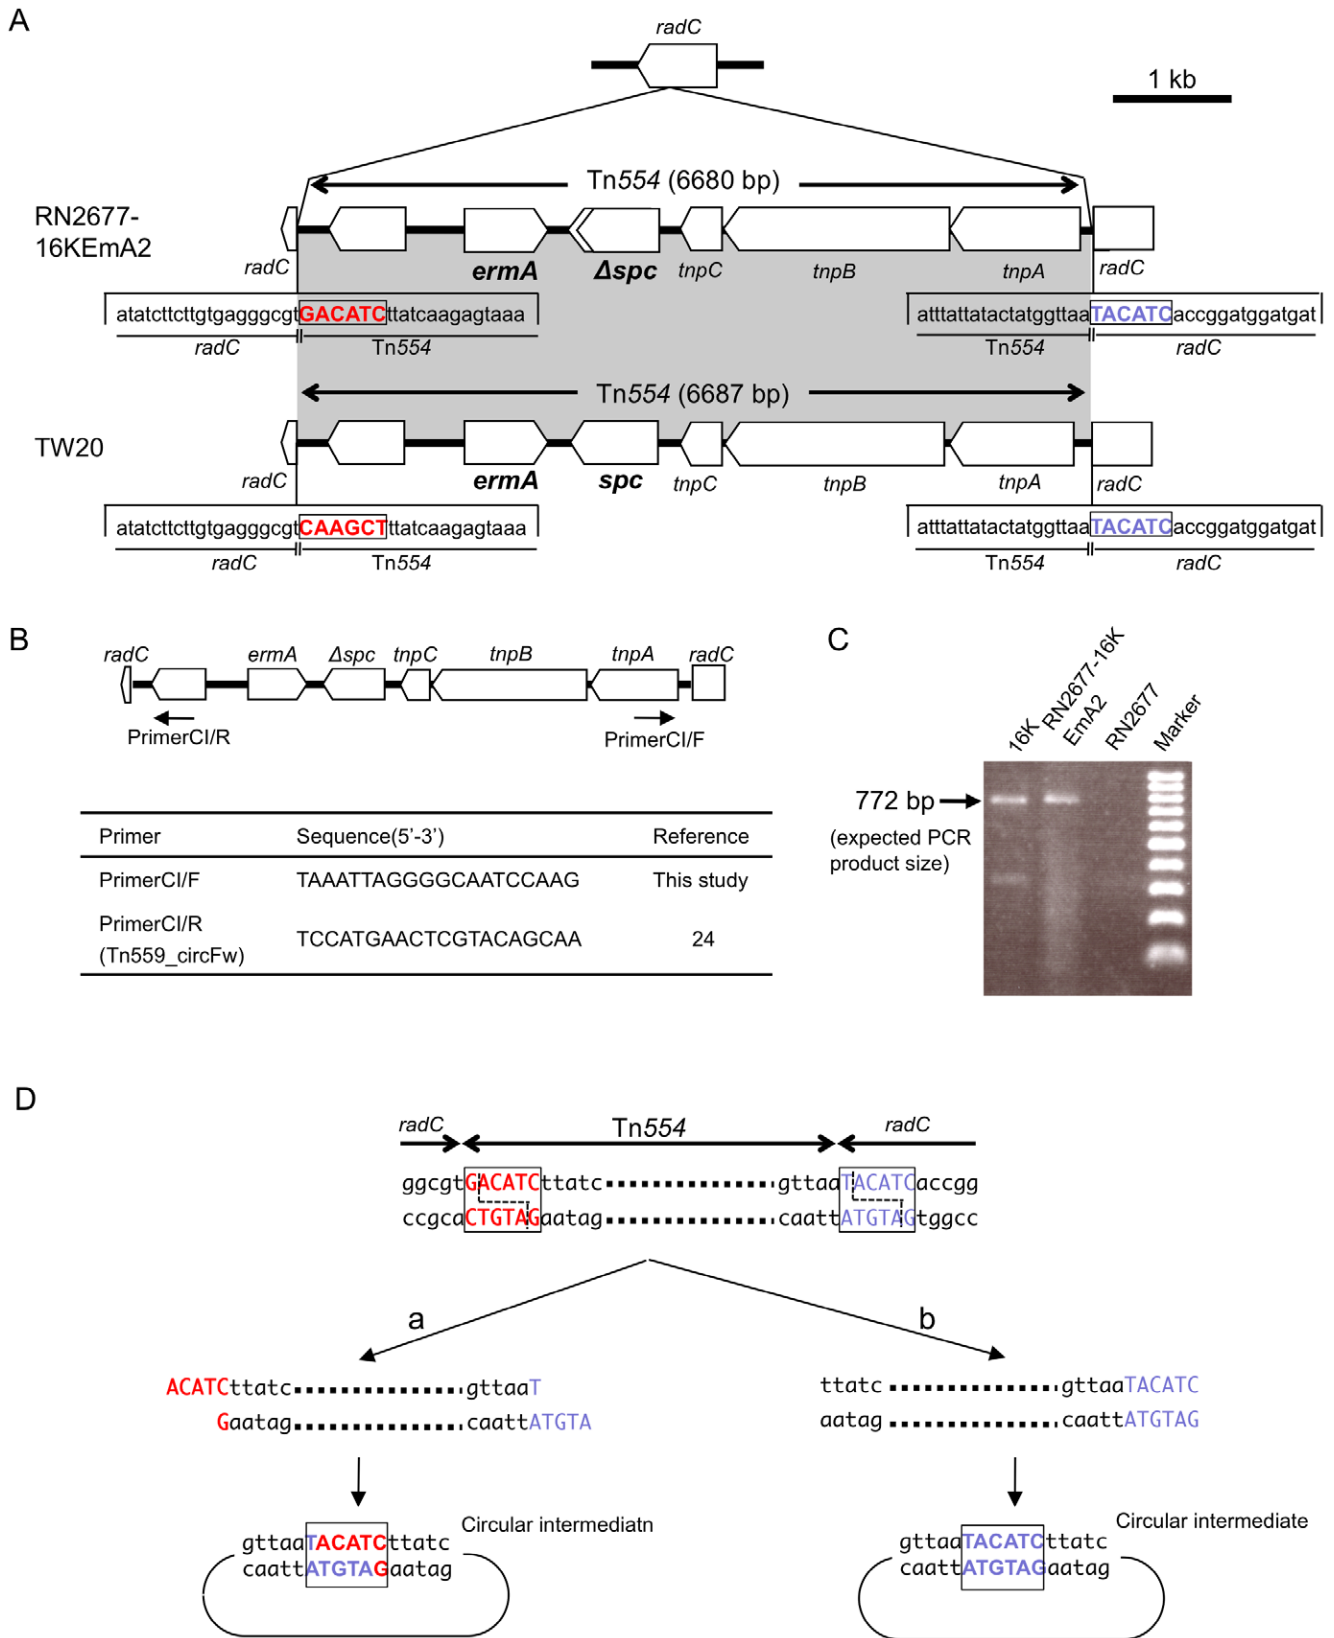 A
radC
1 kb
Tn554 (6680 bp)
RN2677-
16KEmA2
radC
ermA
Δspc
tnpC
tnpB
tnpA
radC
atatcttcttgtgagggcgtGACATCttatcaagagtaaa
atttattatactatggttaaTACATCaccggatggatgat
radC
Tn554
Tn554
radC
Tn554 (6687 bp)
TW20
radC
ermA
spc
tnpC
tnpB
tnpA
radC
atatcttcttgtgagggcgtCAAGCTttatcaagagtaaa
atttattatactatggttaaTACATCaccggatggatgat
radC
Tn554
Tn554
radC
B
radC
ermA
Δspc
tnpC
tnpB
tnpA
radC
PrimerCI/R
PrimerCI/F
Primer Sequence(5'-3') Reference
PrimerCI/F TAAATTAGGGGCAATCCAAG This study
PrimerCI/R
(Tn559_circFw) TCCATGAACTCGTACAGCAA 24
C
16K
RN2677-16K
EmA2
RN2677
Marker
772 bp
(expected PCR
product size)
D
radC
Tn554
radC
ggcgtGACATCttatc gttaaTACATCaccgg
ccgcaCTGTAGaatag caattATGTAGtggcc
a
b
ACATCttatc gttaaT
Gaatag caattATGTA
ttatc gttaaTACATC
aatag caattATGTAG
gttaaTACATCttatc
caattATGTAGaatag
Circular intermediatn
gttaaTACATCttatc
caattATGTAGaatag
Circular intermediate